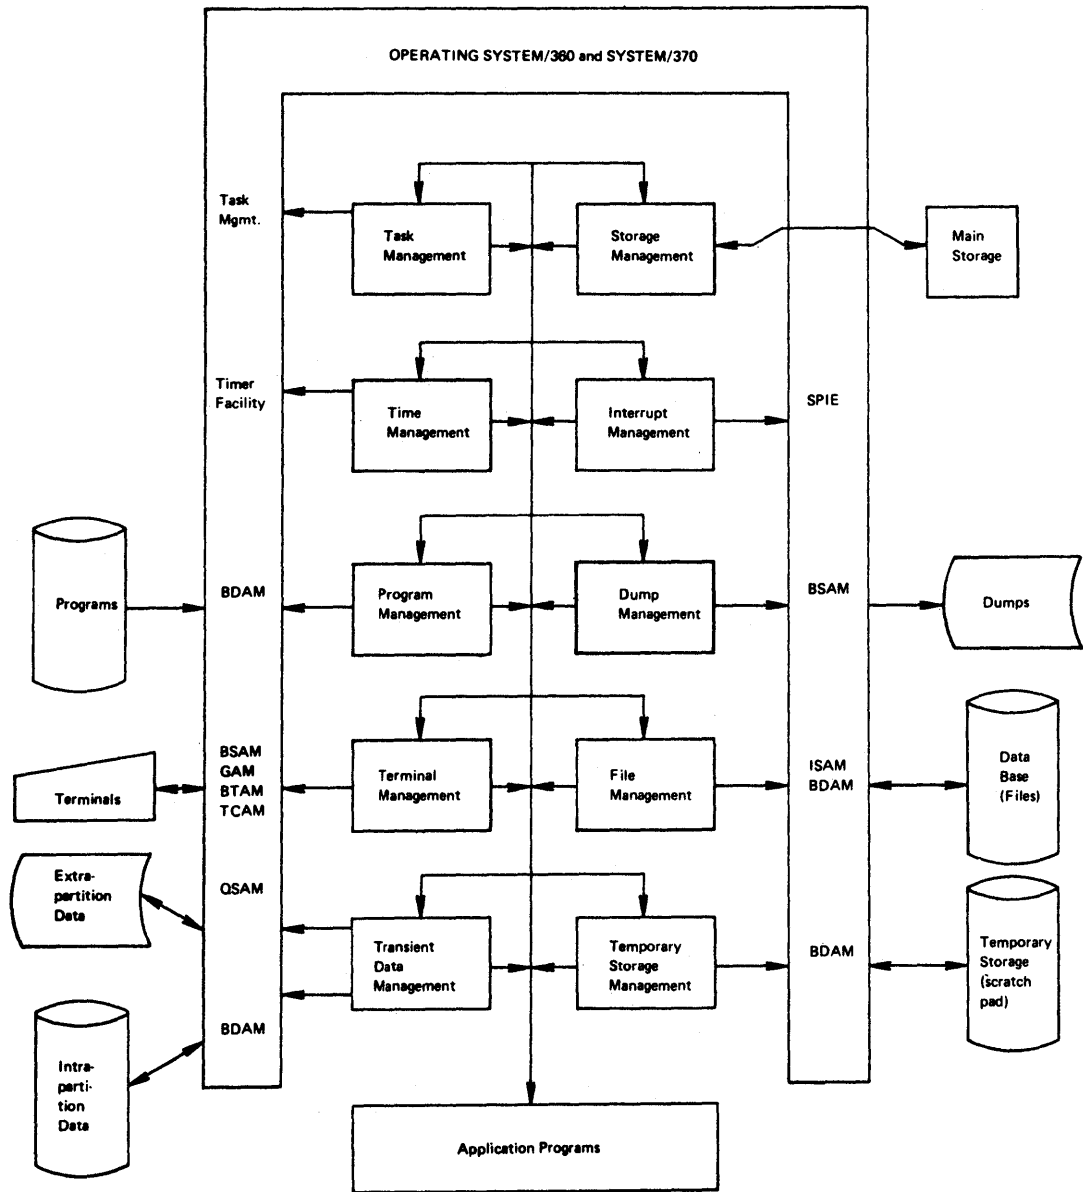 OPERATING SYSTEM/360 and SYSTEM/370
Task
Mgmt.
Task
Management
Storage
Management
Main
Storage
Timer
Facility
Time
Management
Interrupt
Management
SPIE
Programs
BDAM
Program
Management
Dump
Management
BSAM
Dumps
Terminals
BSAM
GAM
BTAM
TCAM
Terminal
Management
File
Management
ISAM
BDAM
Data
Base
(Files)
Extra-
partition
Data
QSAM
Transient
Data
Management
Temporary
Storage
Management
BDAM
Temporary
Storage
(scratch
pad)
Intra-
parti-
tion
Data
BDAM
Application Programs